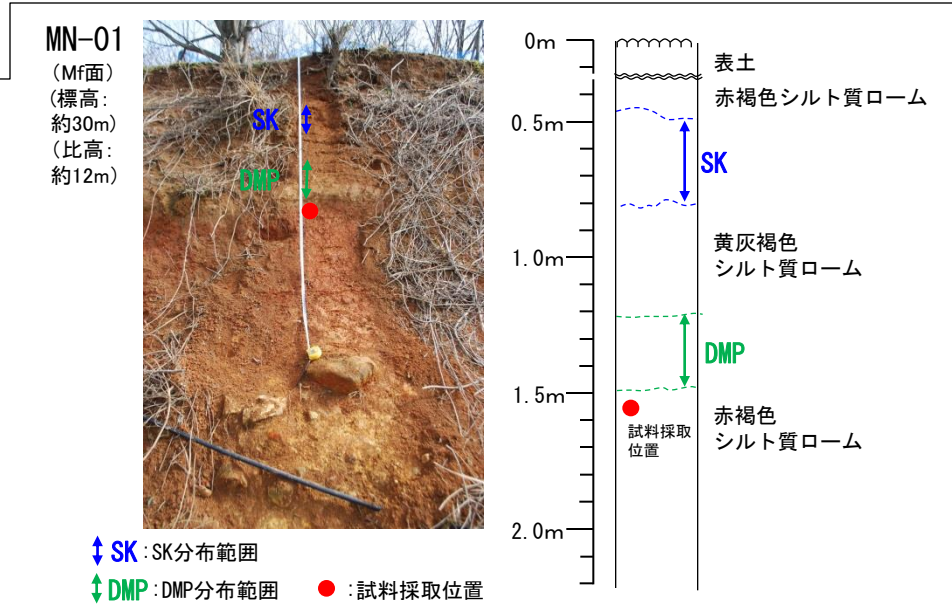 MN-01
（Mf面）
(標高：
約30m)
(比高：
約12m)
SK
DMP
0m
表土
赤褐色シルト質ローム
0.5m
SK
1.0m
黄灰褐色
シルト質ローム
DMP
1.5m
試料採取
位置
赤褐色
シルト質ローム
2.0m
SK：SK分布範囲
DMP：DMP分布範囲
：試料採取位置